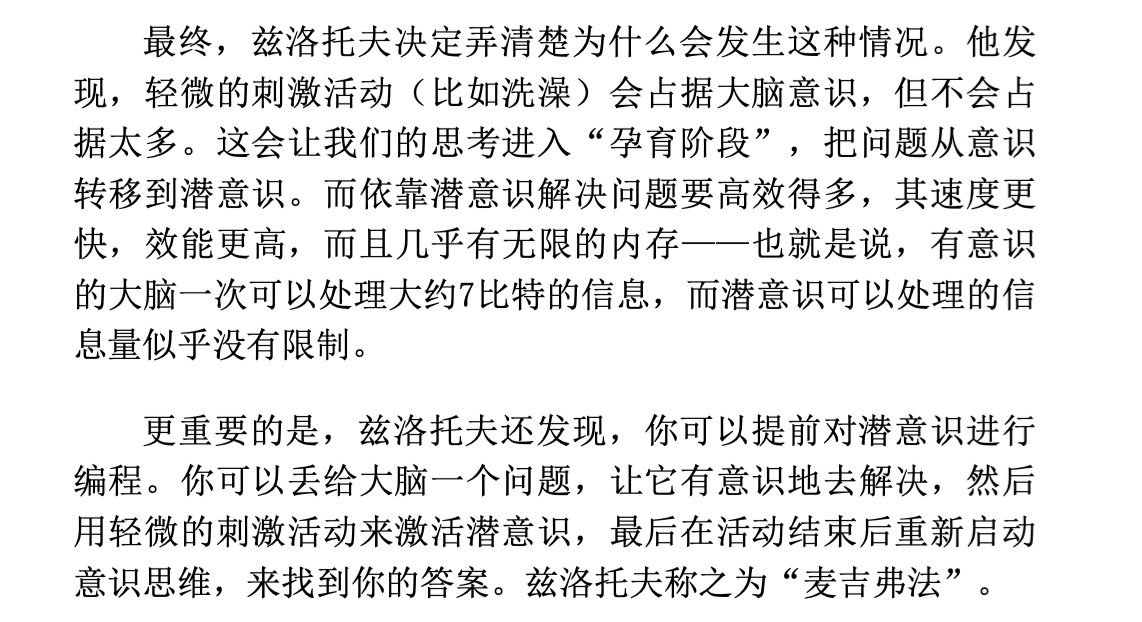 最终，兹洛托夫决定弄清楚为什么会发生这种情况。他发
现，轻微的刺激活动（比如洗澡）会占据大脑意识，但不会占
据太多。这会让我们的思考进入“孕育阶段”，把问题从意识
转移到潜意识。而依靠潜意识解决问题要高效得多，其速度更
快，效能更高，而且几乎有无限的内存——也就是说，有意识
的大脑一次可以处理大约7比特的信息，而潜意识可以处理的信
息量似乎没有限制。
更重要的是，兹洛托夫还发现，你可以提前对潜意识进行
编程。你可以丢给大脑一个问题，让它有意识地去解决，然后
用轻微的刺激活动来激活潜意识，最后在活动结束后重新启动
意识思维，来找到你的答案。兹洛托夫称之为“麦吉弗法”。